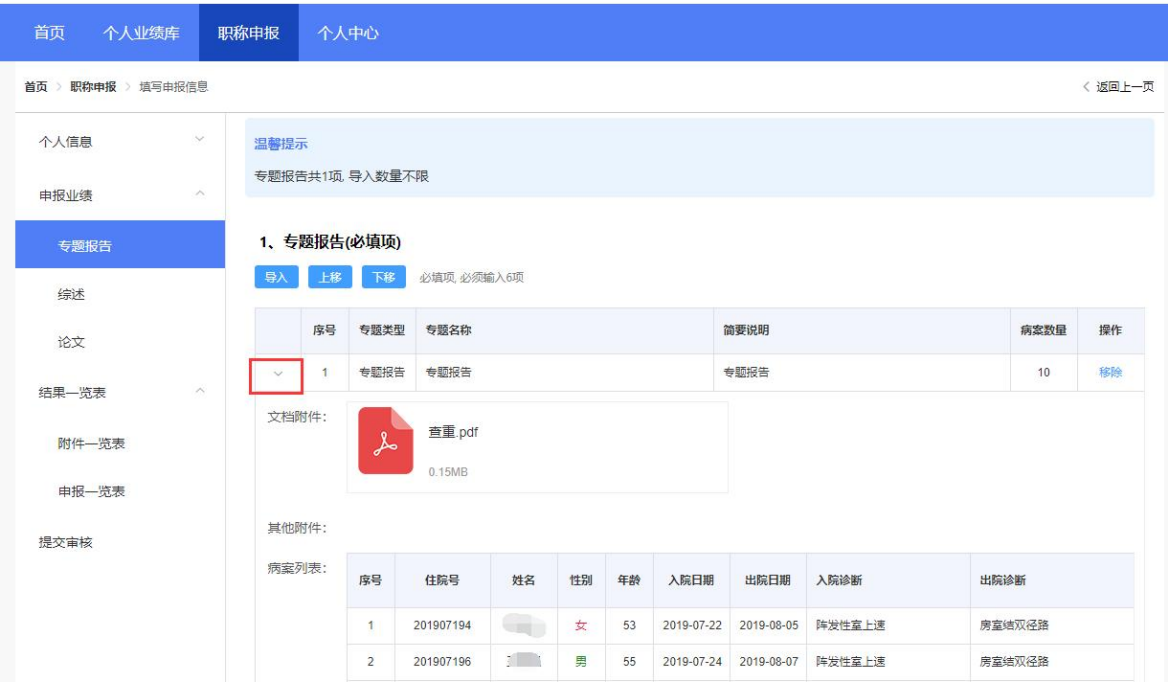 首页 个人业绩库 职称申报 个人中心
首页 > 职称申报 > 填写申报信息 < 返回上一页
个人信息
申报业绩
专题报告
综述
论文
结果一览表
附件一览表
申报一览表
提交审核
温馨提示
专题报告共1项, 导入数量不限
1、专题报告(必填项)
导入 上移 下移 必填项, 必须输入6项
序号 专题类型 专题名称 简要说明 病案数量 操作
1 专题报告 专题报告 专题报告 10 移除
文档附件:
查重.pdf
0.15MB
其他附件:
病案列表:
序号 住院号 姓名 性别 年龄 入院日期 出院日期 入院诊断 出院诊断
1 201907194 女 53 2019-07-22 2019-08-05 阵发性室上速 房室结双径路
2 201907196 男 55 2019-07-24 2019-08-07 阵发性室上速 房室结双径路